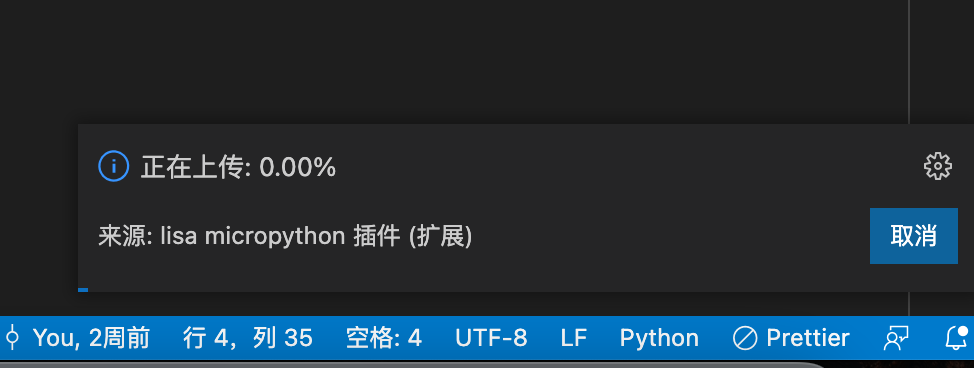 正在上传: 0.00%
来源: lisa micropython 插件 (扩展)
取消
You, 2周前 行 4，列 35 空格: 4 UTF-8 LF Python Prettier